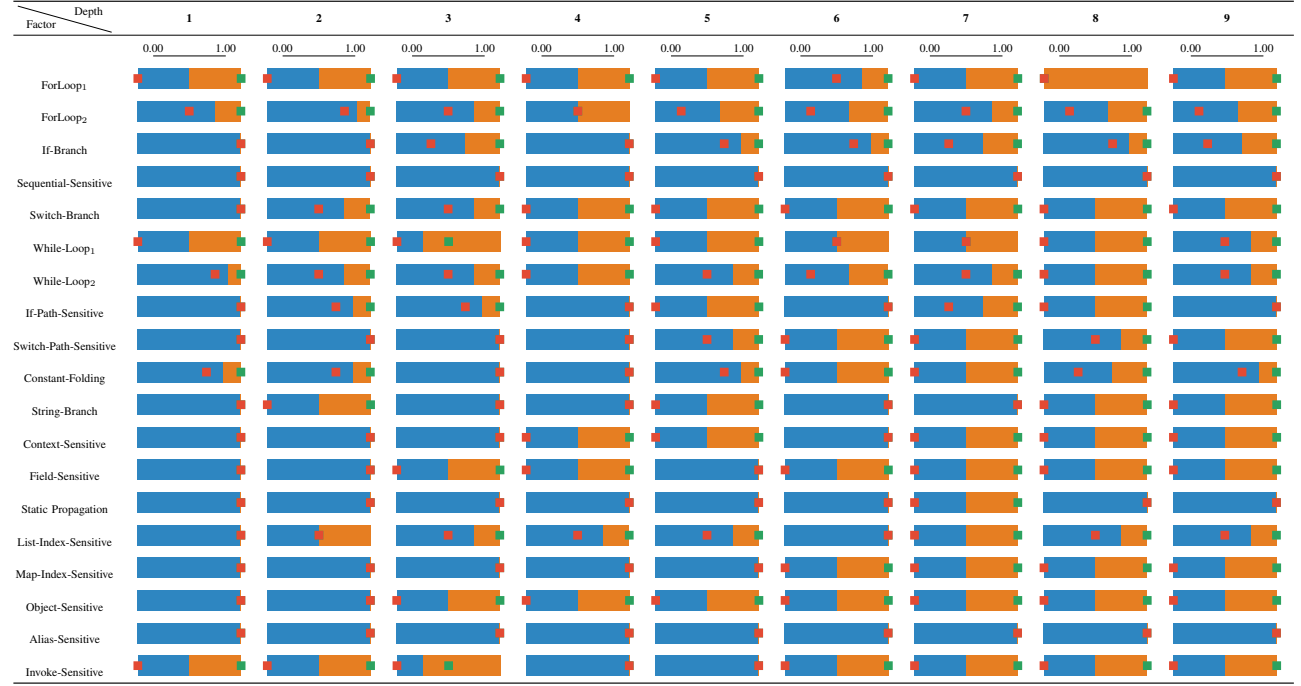 Depth
Factor
1 2 3 4 5 6 7 8 9
0.00 1.00 0.00 1.00 0.00 1.00 0.00 1.00 0.00 1.00 0.00 1.00 0.00 1.00 0.00 1.00 0.00 1.00
ForLoop₁
ForLoop₂
If-Branch
Sequential-Sensitive
Switch-Branch
While-Loop₁
While-Loop₂
If-Path-Sensitive
Switch-Path-Sensitive
Constant-Folding
String-Branch
Context-Sensitive
Field-Sensitive
Static Propagation
List-Index-Sensitive
Map-Index-Sensitive
Object-Sensitive
Alias-Sensitive
Invoke-Sensitive